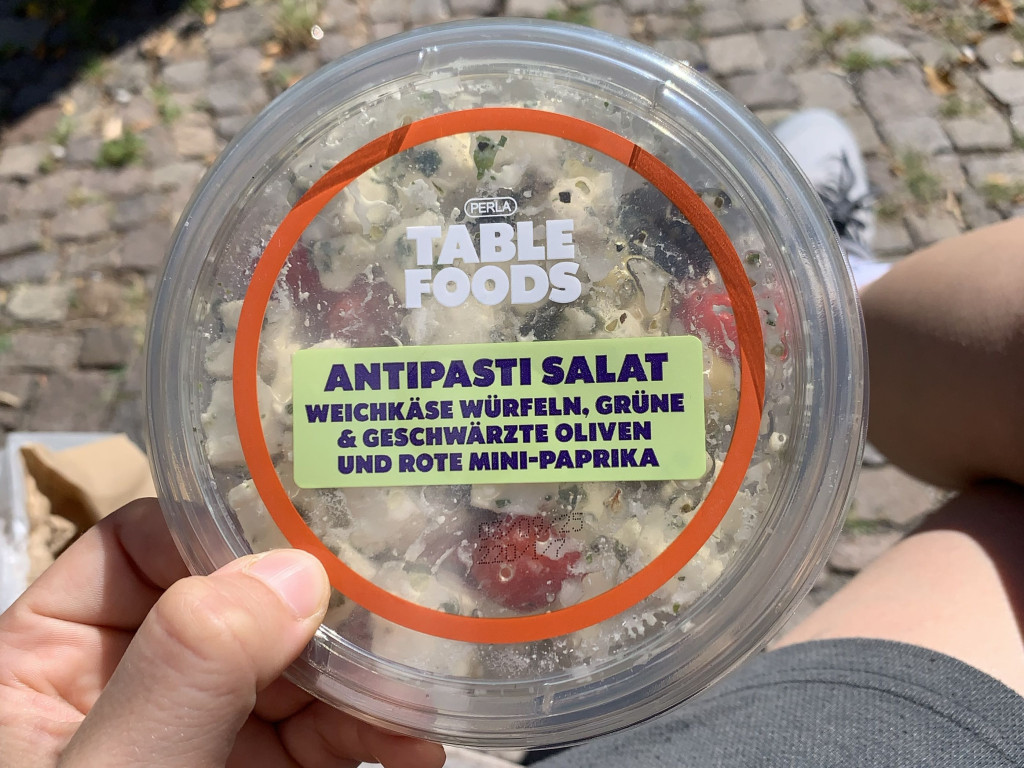 PERLA
TABLE
FOODS
ANTIPASTI SALAT
WEICHKÄSE WÜRFELN, GRÜNE
& GESCHWÄRZTE OLIVEN
UND ROTE MINI-PAPRIKA